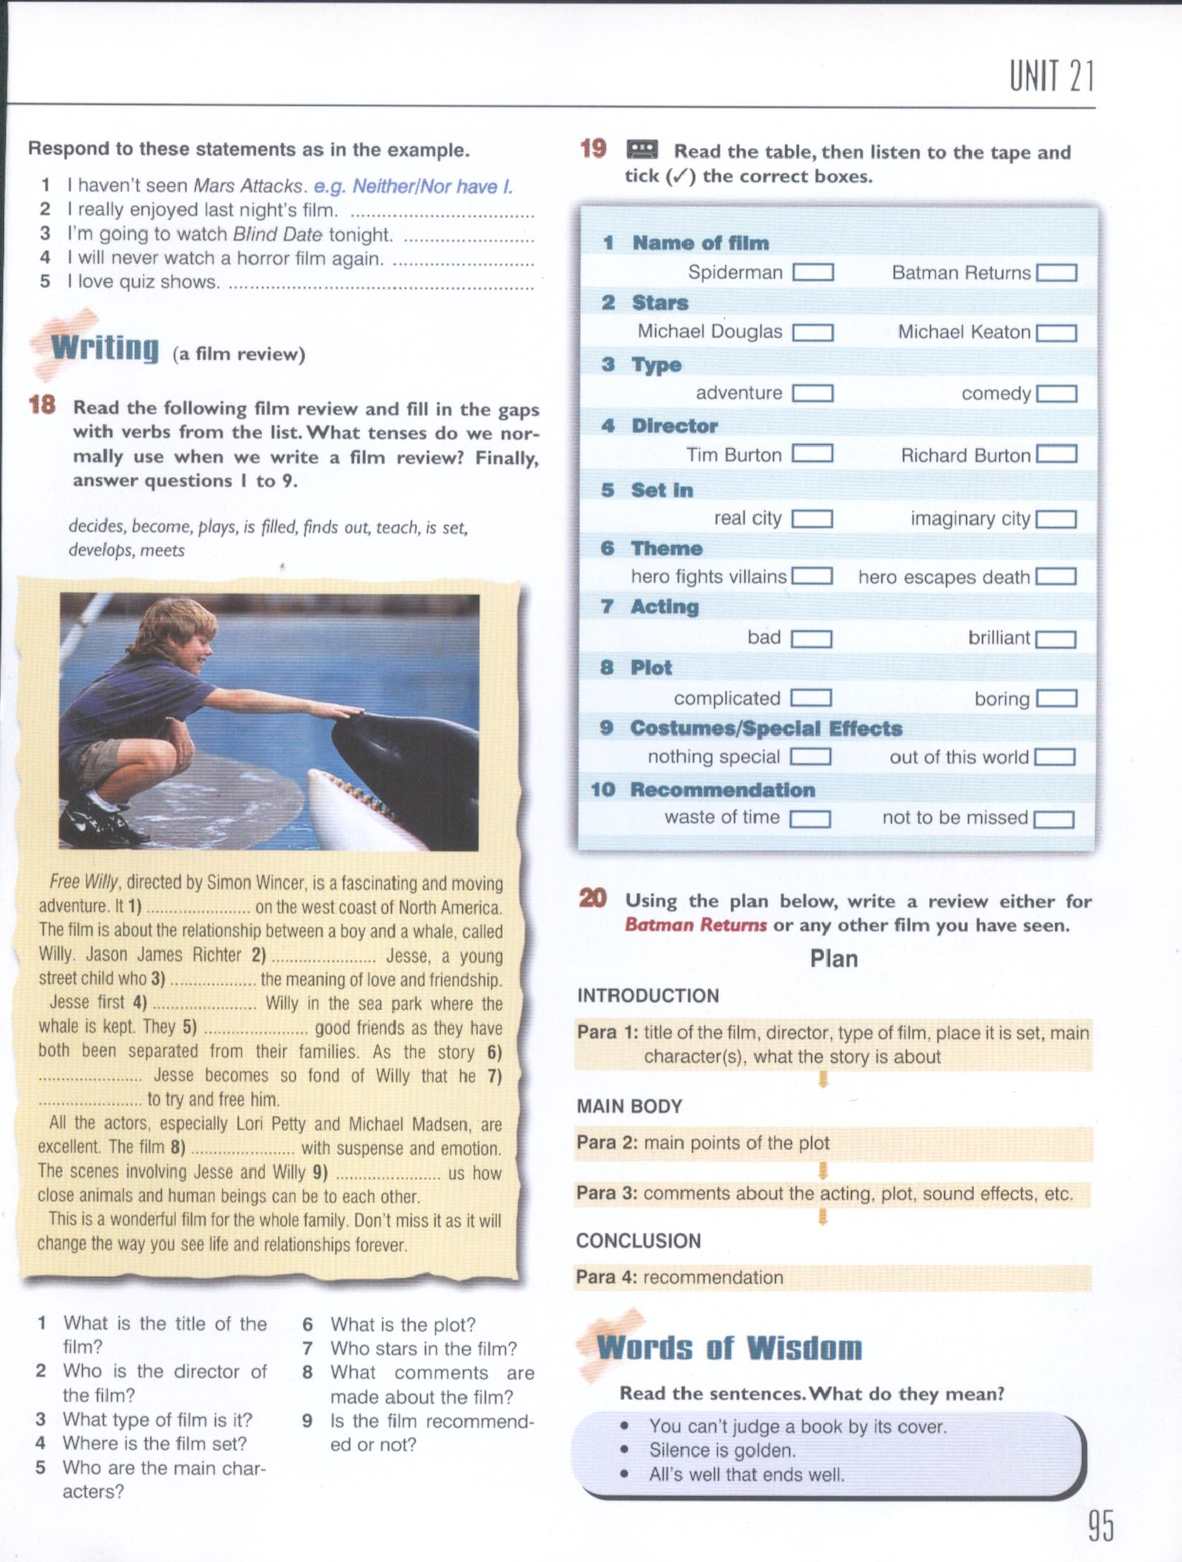 UNIT 21
Respond to these statements as in the example.
1 I haven't seen Mars Attacks. e.g. Neither/Nor have I.
2 I really enjoyed last night's film. ................................
3 I'm going to watch Blind Date tonight. .......................
4 I will never watch a horror film again. .........................
5 I love quiz shows. ......................................................
Writing (a film review)
18 Read the following film review and fill in the gaps
with verbs from the list. What tenses do we nor-
mally use when we write a film review? Finally,
answer questions 1 to 9.
decides, become, plays, is filled, finds out, teach, is set,
develops, meets
Free Willy, directed by Simon Wincer, is a fascinating and moving
adventure. It 1) ...................... on the west coast of North America.
The film is about the relationship between a boy and a whale, called
Willy. Jason James Richter 2) ...................... Jesse, a young
street child who 3) ................... the meaning of love and friendship.
Jesse first 4) ...................... Willy in the sea park where the
whale is kept. They 5) ...................... good friends as they have
both been separated from their families. As the story 6)
...................... Jesse becomes so fond of Willy that he 7)
...................... to try and free him.
All the actors, especially Lori Petty and Michael Madsen, are
excellent. The film 8) ...................... with suspense and emotion.
The scenes involving Jesse and Willy 9) ...................... us how
close animals and human beings can be to each other.
This is a wonderful film for the whole family. Don't miss it as it will
change the way you see life and relationships forever.
1 What is the title of the
film?
2 Who is the director of
the film?
3 What type of film is it?
4 Where is the film set?
5 Who are the main char-
acters?
6 What is the plot?
7 Who stars in the film?
8 What comments are
made about the film?
9 Is the film recommend-
ed or not?
19 Read the table, then listen to the tape and
tick (✓) the correct boxes.
1 Name of film
Spiderman Batman Returns
2 Stars
Michael Douglas Michael Keaton
3 Type
adventure comedy
4 Director
Tim Burton Richard Burton
5 Set in
real city imaginary city
6 Theme
hero fights villains hero escapes death
7 Acting
bad brilliant
8 Plot
complicated boring
9 Costumes/Special Effects
nothing special out of this world
10 Recommendation
waste of time not to be missed
20 Using the plan below, write a review either for
Batman Returns or any other film you have seen.
Plan
INTRODUCTION
Para 1: title of the film, director, type of film, place it is set, main
character(s), what the story is about
MAIN BODY
Para 2: main points of the plot
Para 3: comments about the acting, plot, sound effects, etc.
CONCLUSION
Para 4: recommendation
Words of Wisdom
Read the sentences. What do they mean?
• You can't judge a book by its cover.
• Silence is golden.
• All's well that ends well.
95